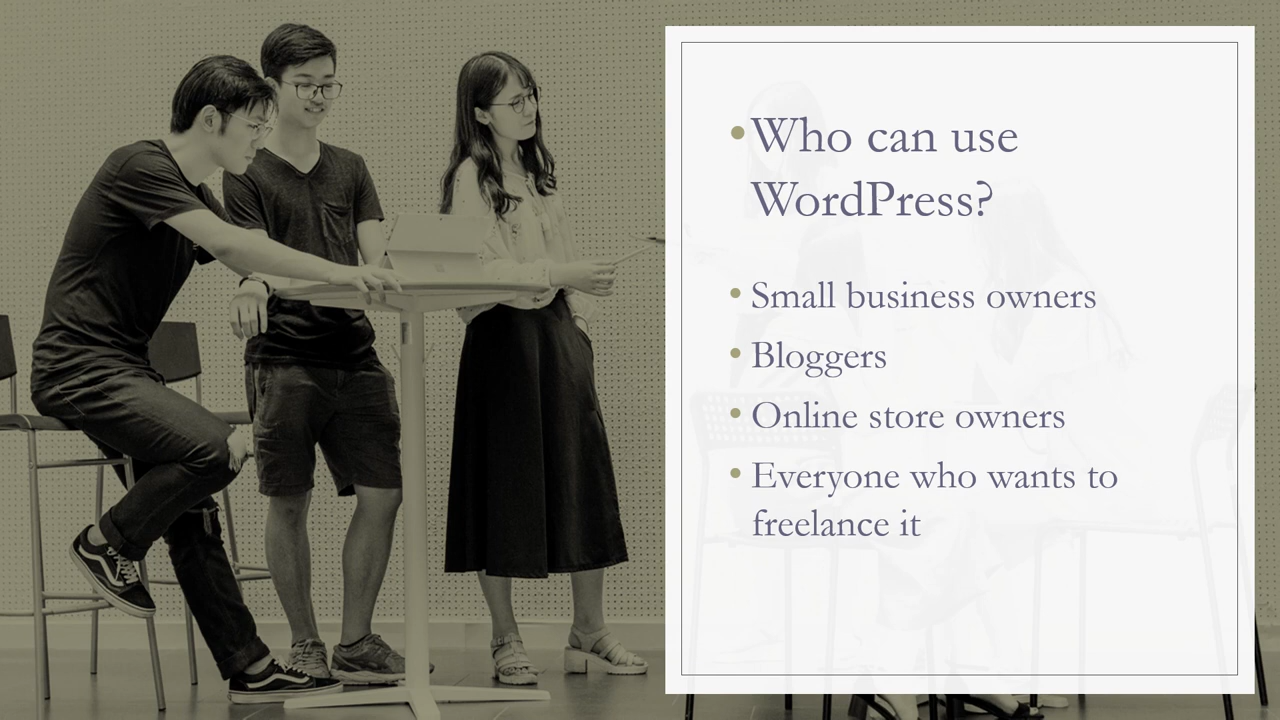 •Who can use
WordPress?
• Small business owners
• Bloggers
• Online store owners
• Everyone who wants to
freelance it